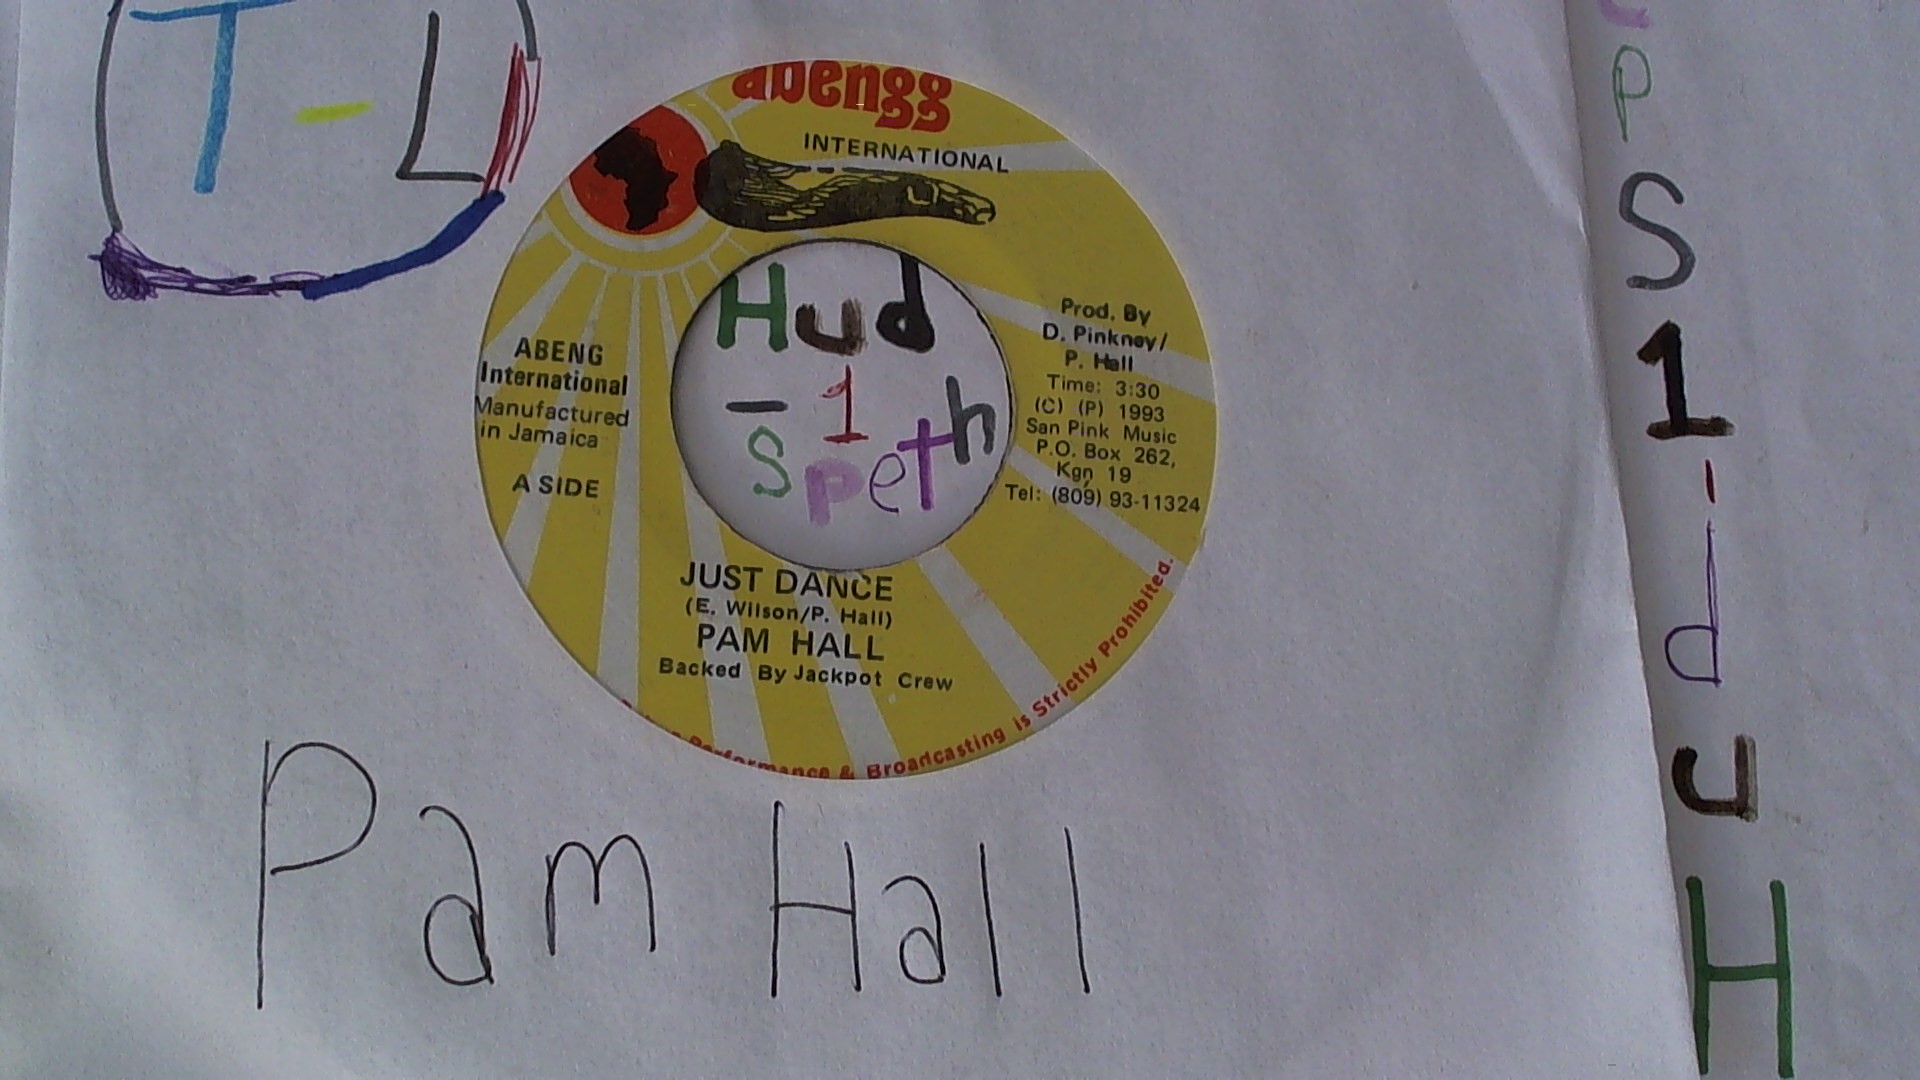 T-L
abengg
INTERNATIONAL
Hud
- 1
Speth
ABENG
International
Manufactured
in Jamaica
A SIDE
Prod. By
D. Pinkney/
P. Hall
Time: 3:30
(C) (P) 1993
San Pink Music
P.O. Box 262,
Kgn 19
Tel: (809) 93-11324
JUST DANCE
(E. Wilson/P. Hall)
PAM HALL
Backed By Jackpot Crew
Performance & Broadcasting is Strictly Prohibited.
Pam Hall
P
S
1
-
d
u
H